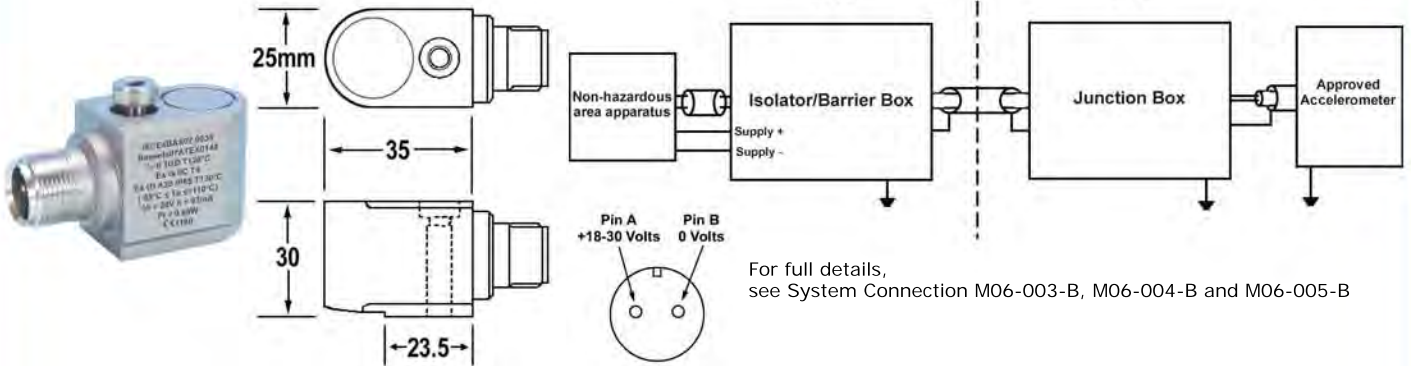 25mm
35
30
23.5
Non-hazardous
area apparatus
Isolator/Barrier Box
Supply +
Supply -
Junction Box
Approved
Accelerometer
Pin A
+18-30 Volts
Pin B
0 Volts
For full details,
see System Connection M06-003-B, M06-004-B and M06-005-B